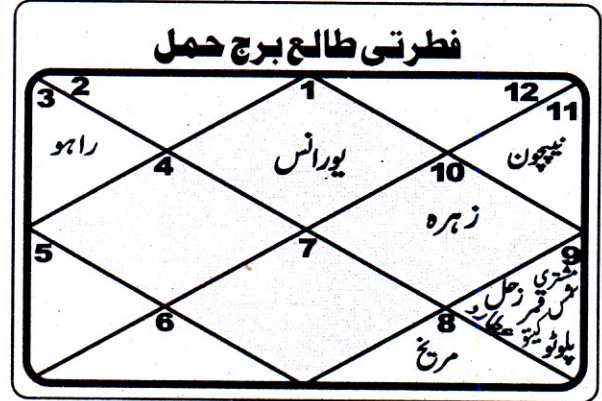 فطرتی طالع برج حمل
12 1 2
11 3
نیپچون یورانس راہو
10 4
زہرہ
9 7 5
مشتری
شمس قمر زحل
پلوٹو کیتو عطارد
8 6
مریخ